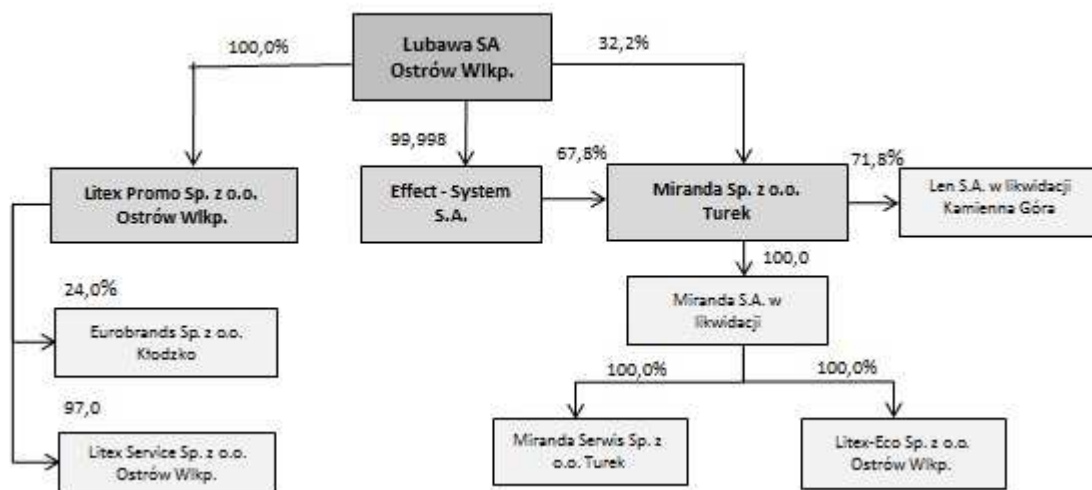 Lubawa SA
Ostrów Wlkp.
100,0%
32,2%
99,998
67,8%
71,8%
Litex Promo Sp. z o.o.
Ostrów Wlkp.
Effect - System
S.A.
Miranda Sp. z o.o.
Turek
Len S.A. w likwidacji
Kamienna Góra
100,0
24,0%
Miranda S.A. w
likwidacji
Eurobrands Sp. z o.o.
Kłodzko
100,0%
100,0%
97,0
Litex Service Sp. z o.o.
Ostrów Wlkp.
Miranda Serwis Sp. z
o.o. Turek
Litex-Eco Sp. z o.o.
Ostrów Wlkp.